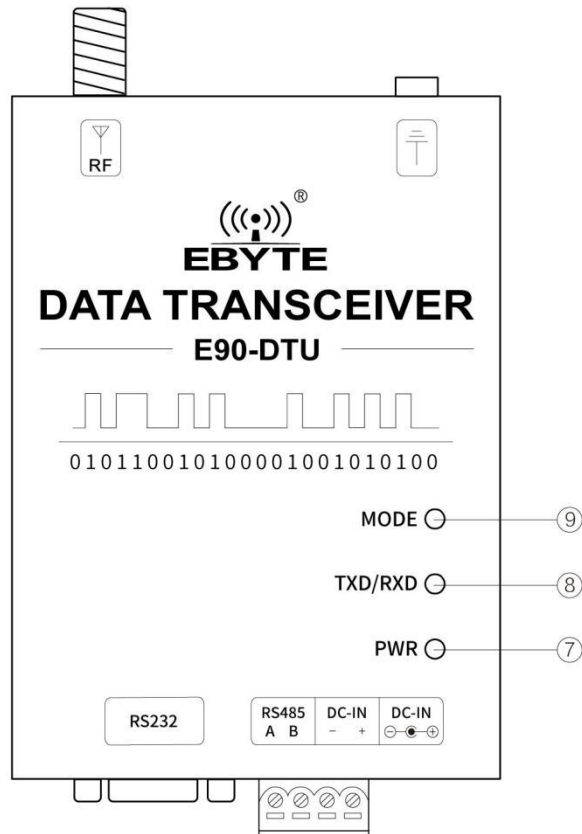 RF
®
EBYTE
DATA TRANSCEIVER
E90-DTU
010110010100001001010100
MODE ⑨
TXD/RXD ⑧
PWR ⑦
RS232
RS485 DC-IN DC-IN
A B - + ⊖ ⊕